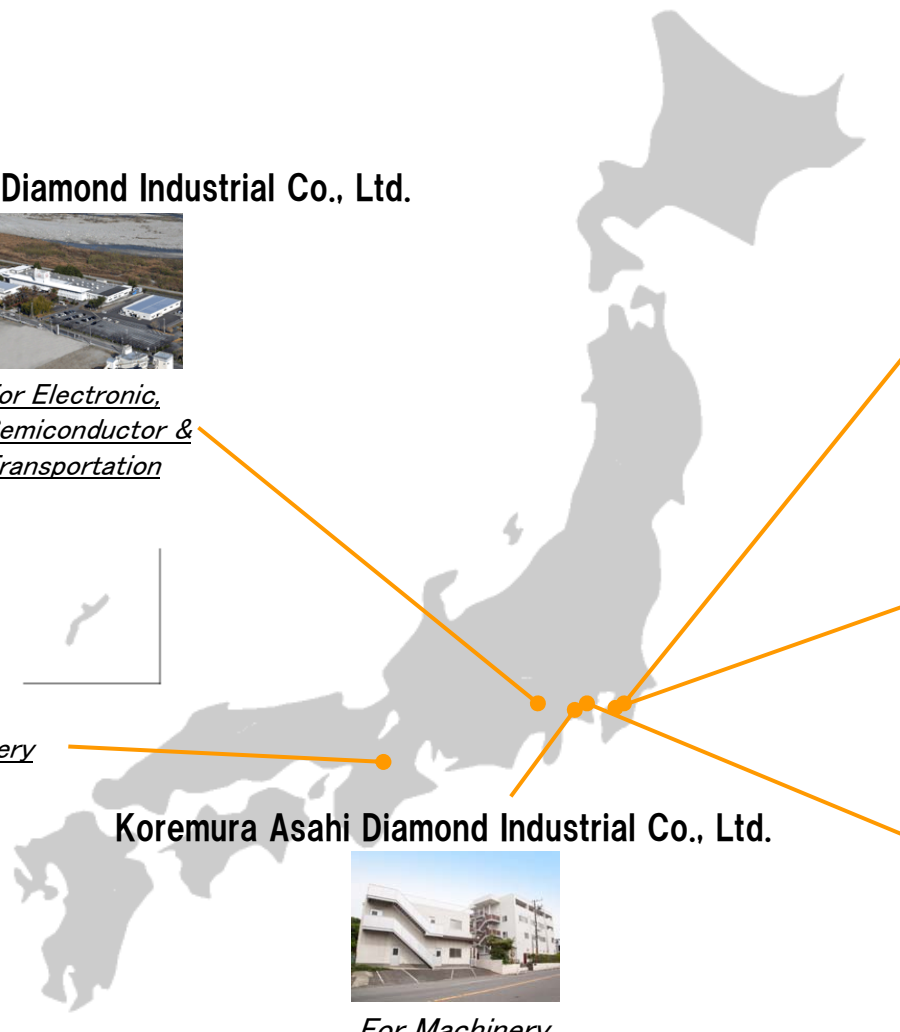 Diamond Industrial Co., Ltd.
or Electronic,
emiconductor &
ransportation
ery
Koremura Asahi Diamond Industrial Co., Ltd.
For Machinery